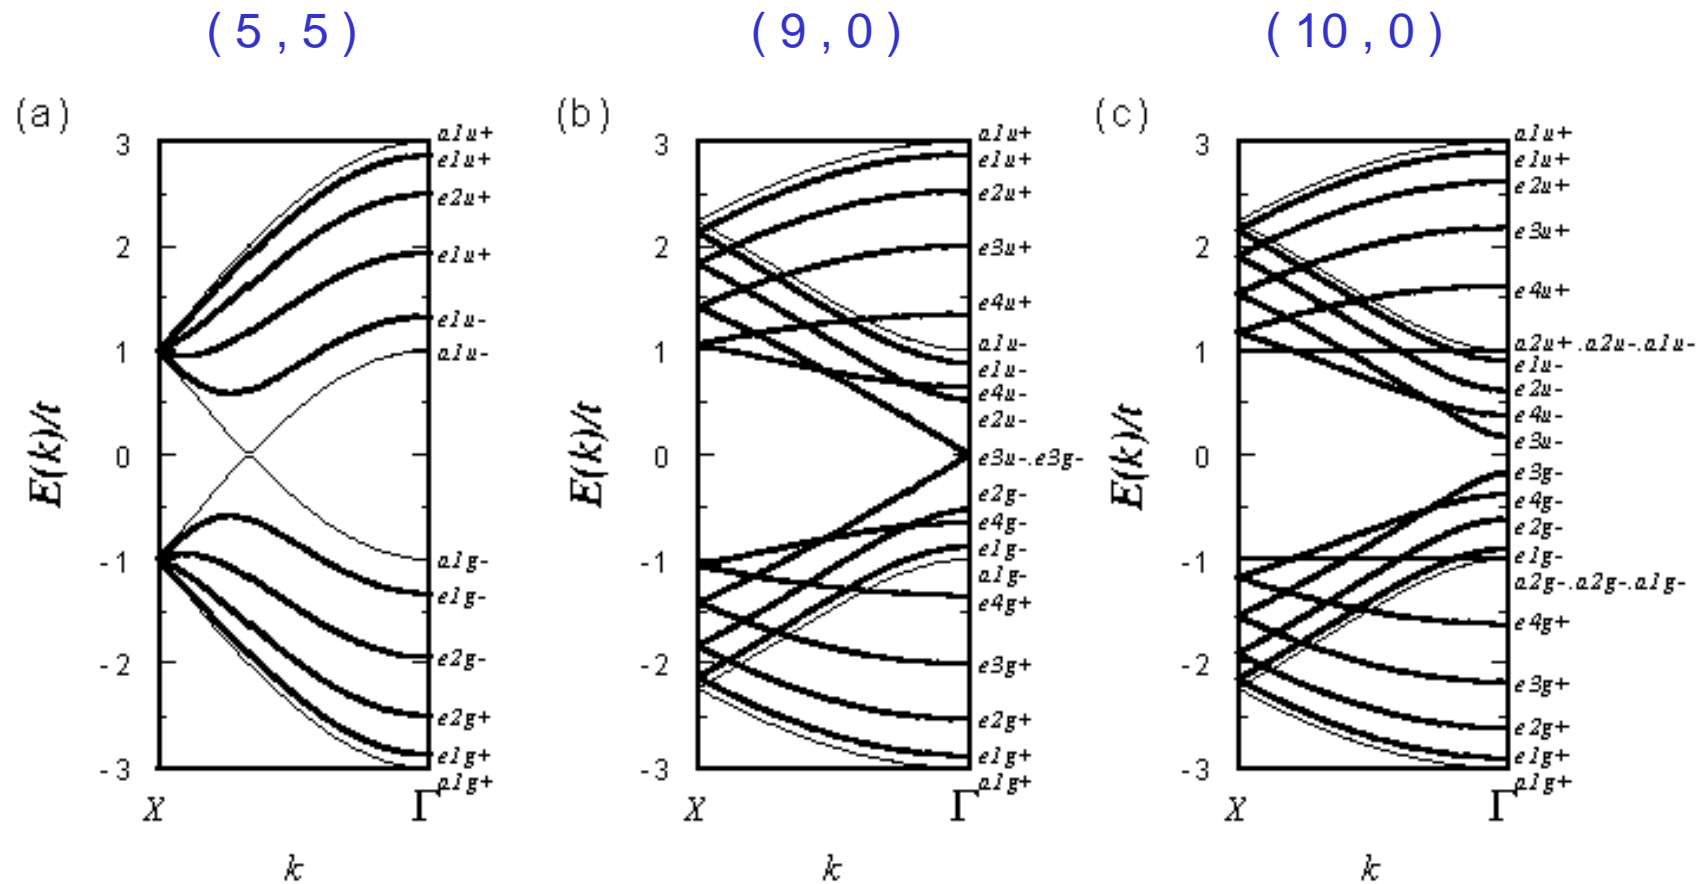 (5,5)
(9,0)
(10,0)
(a)
3
2
1
0
-1
-2
-3
E(k)/t
a1u+
e1u+
e2u+
e1u+
e1u-
a1u-
a1g-
e1g-
e2g-
e2g+
e1g+
a1g+
X
Γ
k
(b)
3
2
1
0
-1
-2
-3
E(k)/t
a1u+
e1u+
e2u+
e3u+
e4u+
a1u-
e1u-
e4u-
e2u-
e3u-.e3g-
e2g-
e4g-
e1g-
a1g-
e4g+
e3g+
e2g+
e1g+
a1g+
X
Γ
k
(c)
3
2
1
0
-1
-2
-3
E(k)/t
a1u+
e1u+
e2u+
e3u+
e4u+
a2u+.a2u-.a1u-
e1u-
e2u-
e4u-
e3u-
e3g-
e4g-
e2g-
e1g-
a2g-.a2g-.a1g-
e4g+
e3g+
e2g+
e1g+
a1g+
X
Γ
k